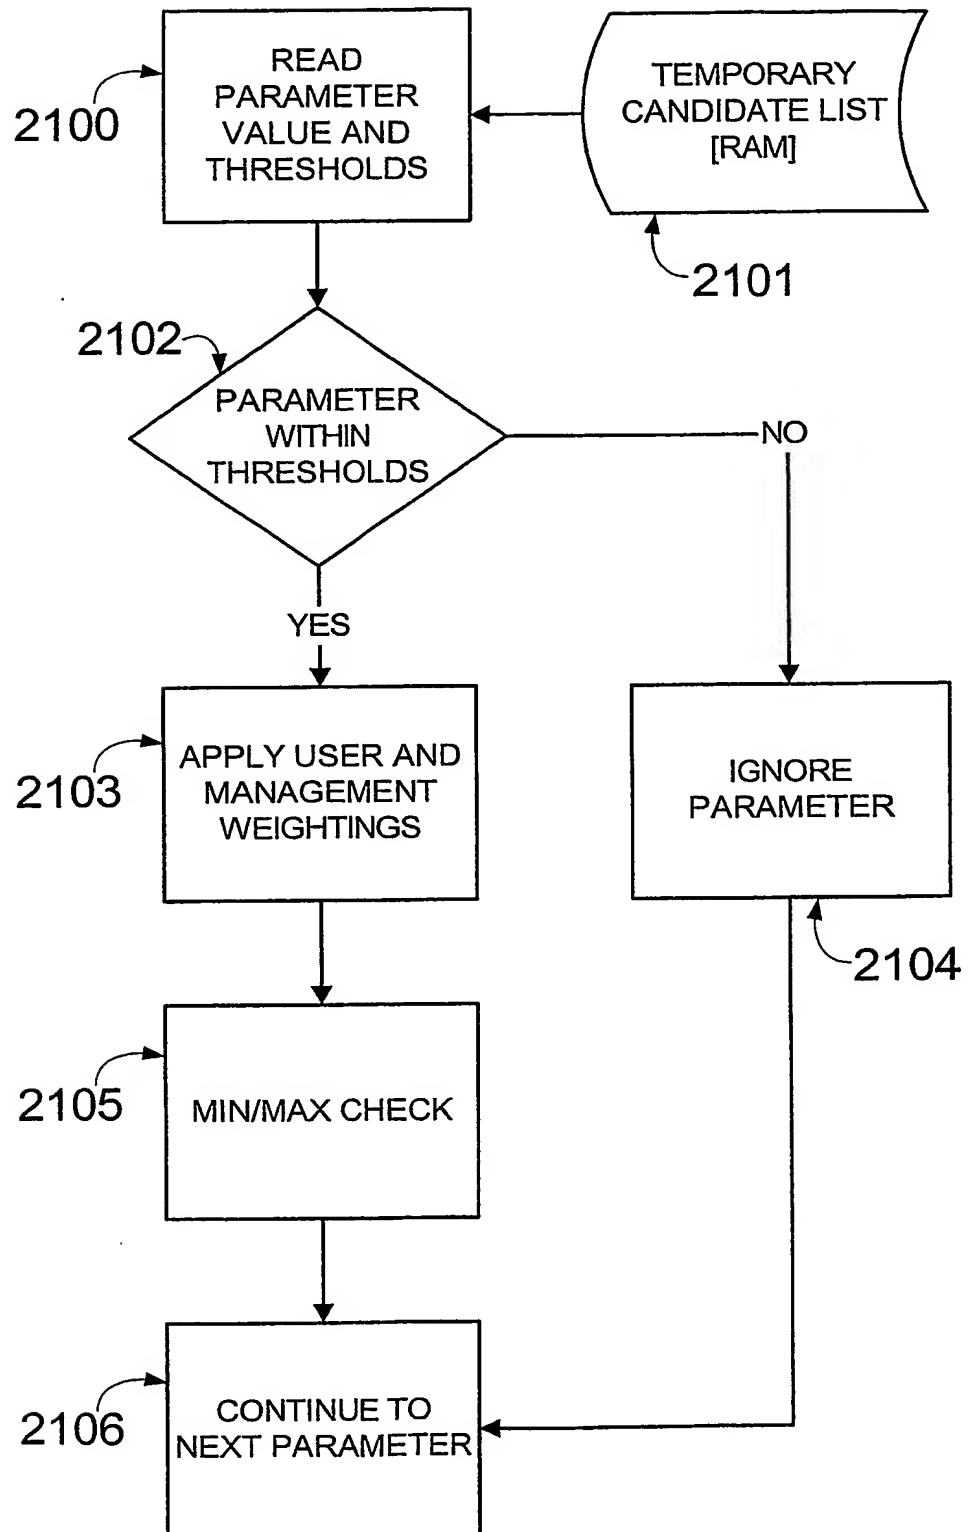 READ
PARAMETER
VALUE AND
THRESHOLDS
2100
TEMPORARY
CANDIDATE LIST
[RAM]
2101
2102
PARAMETER
WITHIN
THRESHOLDS
NO
YES
2103
APPLY USER AND
MANAGEMENT
WEIGHTINGS
IGNORE
PARAMETER
2104
2105
MIN/MAX CHECK
2106
CONTINUE TO
NEXT PARAMETER